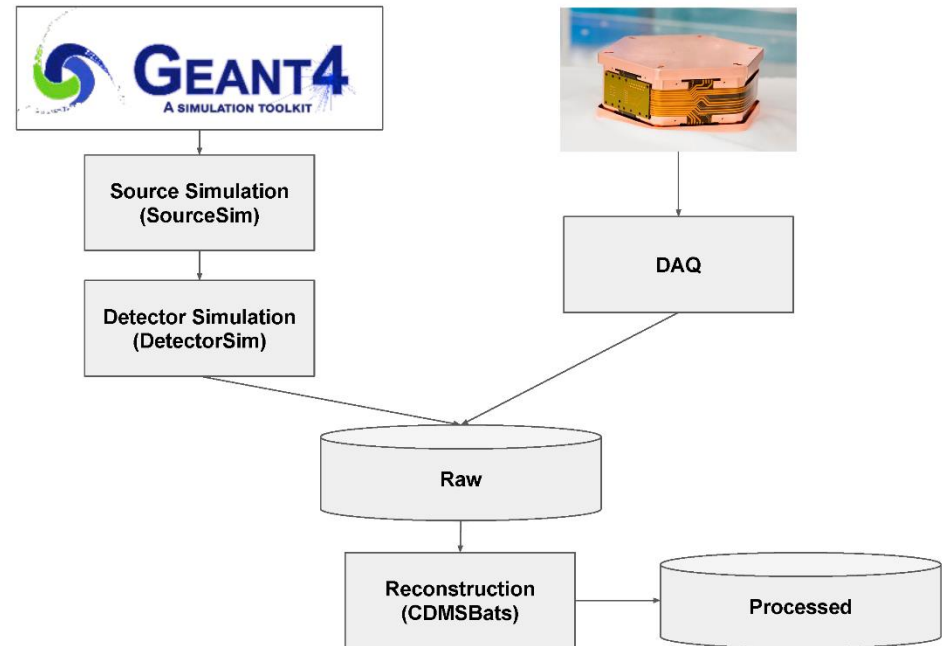 GEANT4
A SIMULATION TOOLKIT
Source Simulation
(SourceSim)
DAQ
Detector Simulation
(DetectorSim)
Raw
Reconstruction
(CDMSBats)
Processed